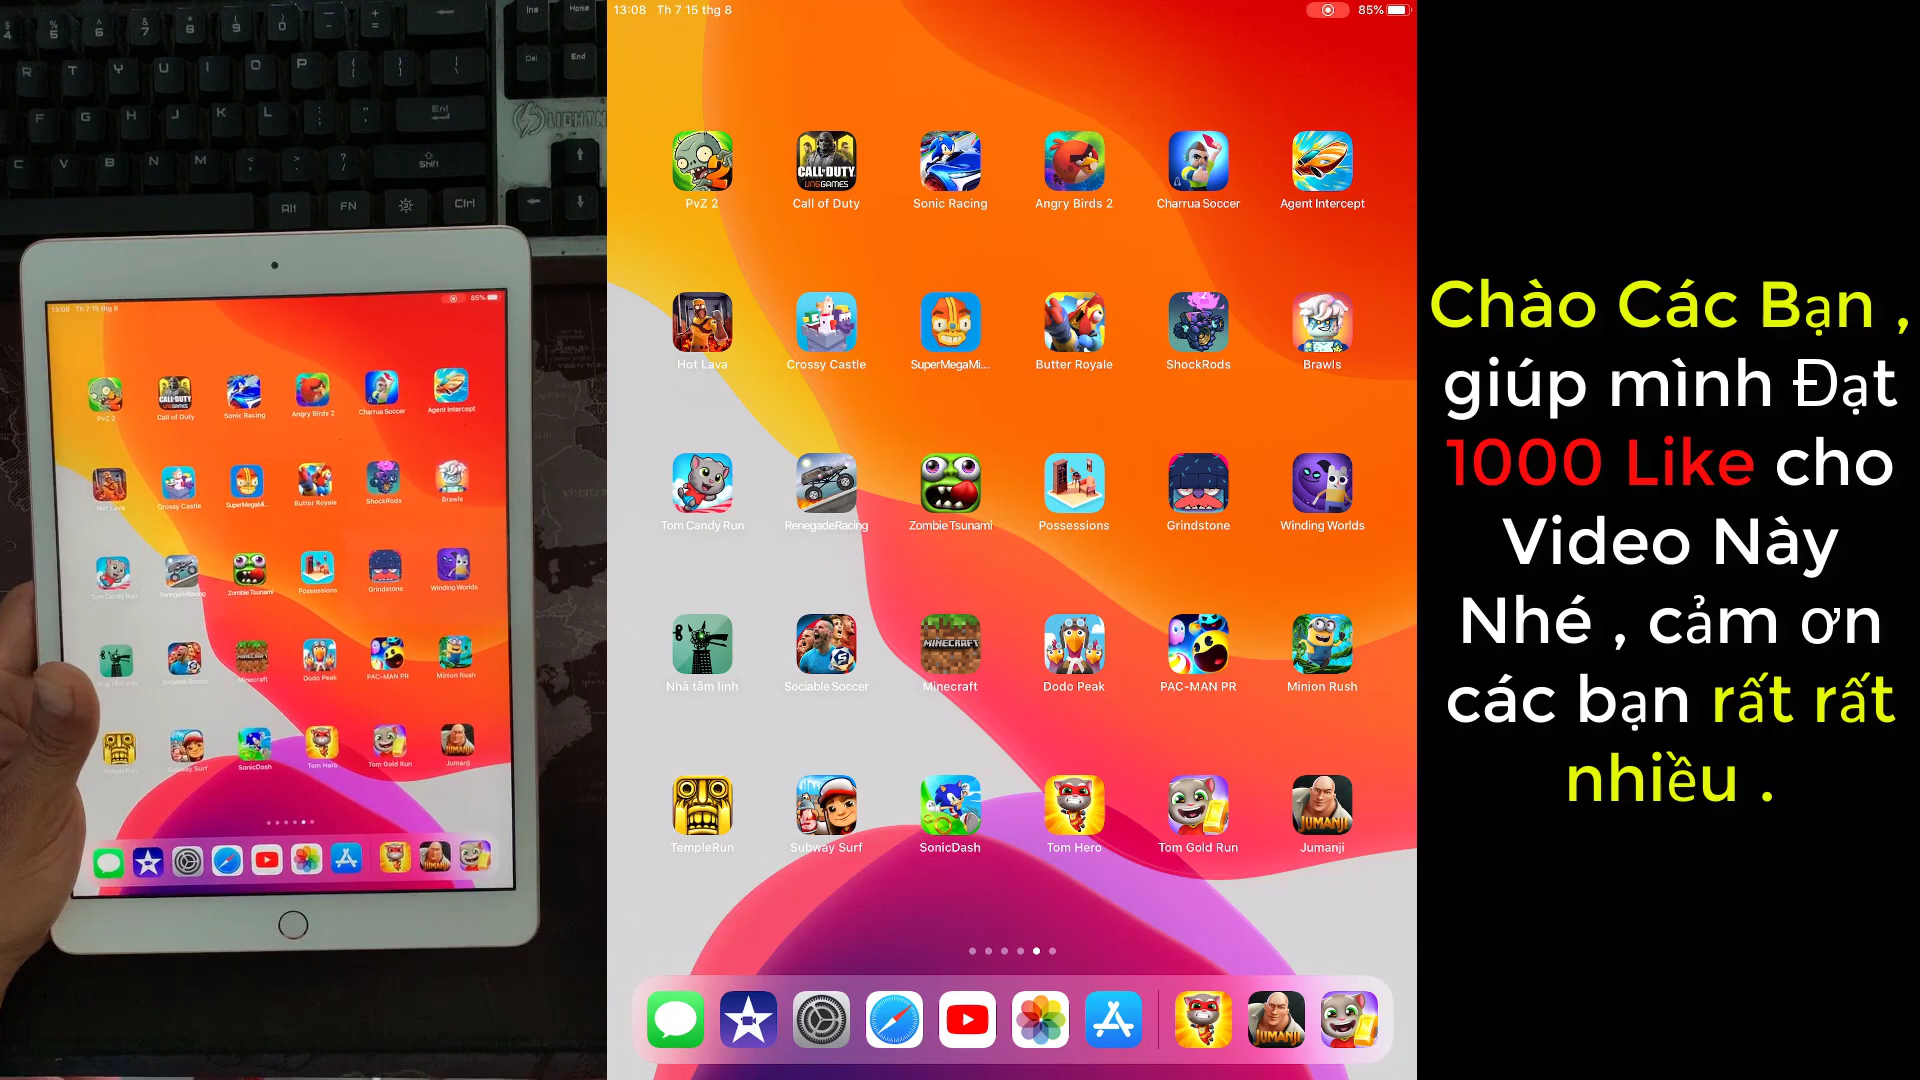 13:08 Th 7 15 thg 8
85%
PvZ 2
Call of Duty
Sonic Racing
Angry Birds 2
Charrua Soccer
Agent Intercept
Hot Lava
Crossy Castle
SuperMegaMi...
Butter Royale
ShockRods
Brawls
Tom Candy Run
RenegadeRacing
Zombie Tsunami
Possessions
Grindstone
Winding Worlds
Nhà tâm linh
Sociable Soccer
Minecraft
Dodo Peak
PAC-MAN PR
Minion Rush
TempleRun
Subway Surf
SonicDash
Tom Hero
Tom Gold Run
Jumanji
Chào Các Bạn ,
giúp mình Đạt
1000 Like cho
Video Này
Nhé , cảm ơn
các bạn rất rất
nhiều .